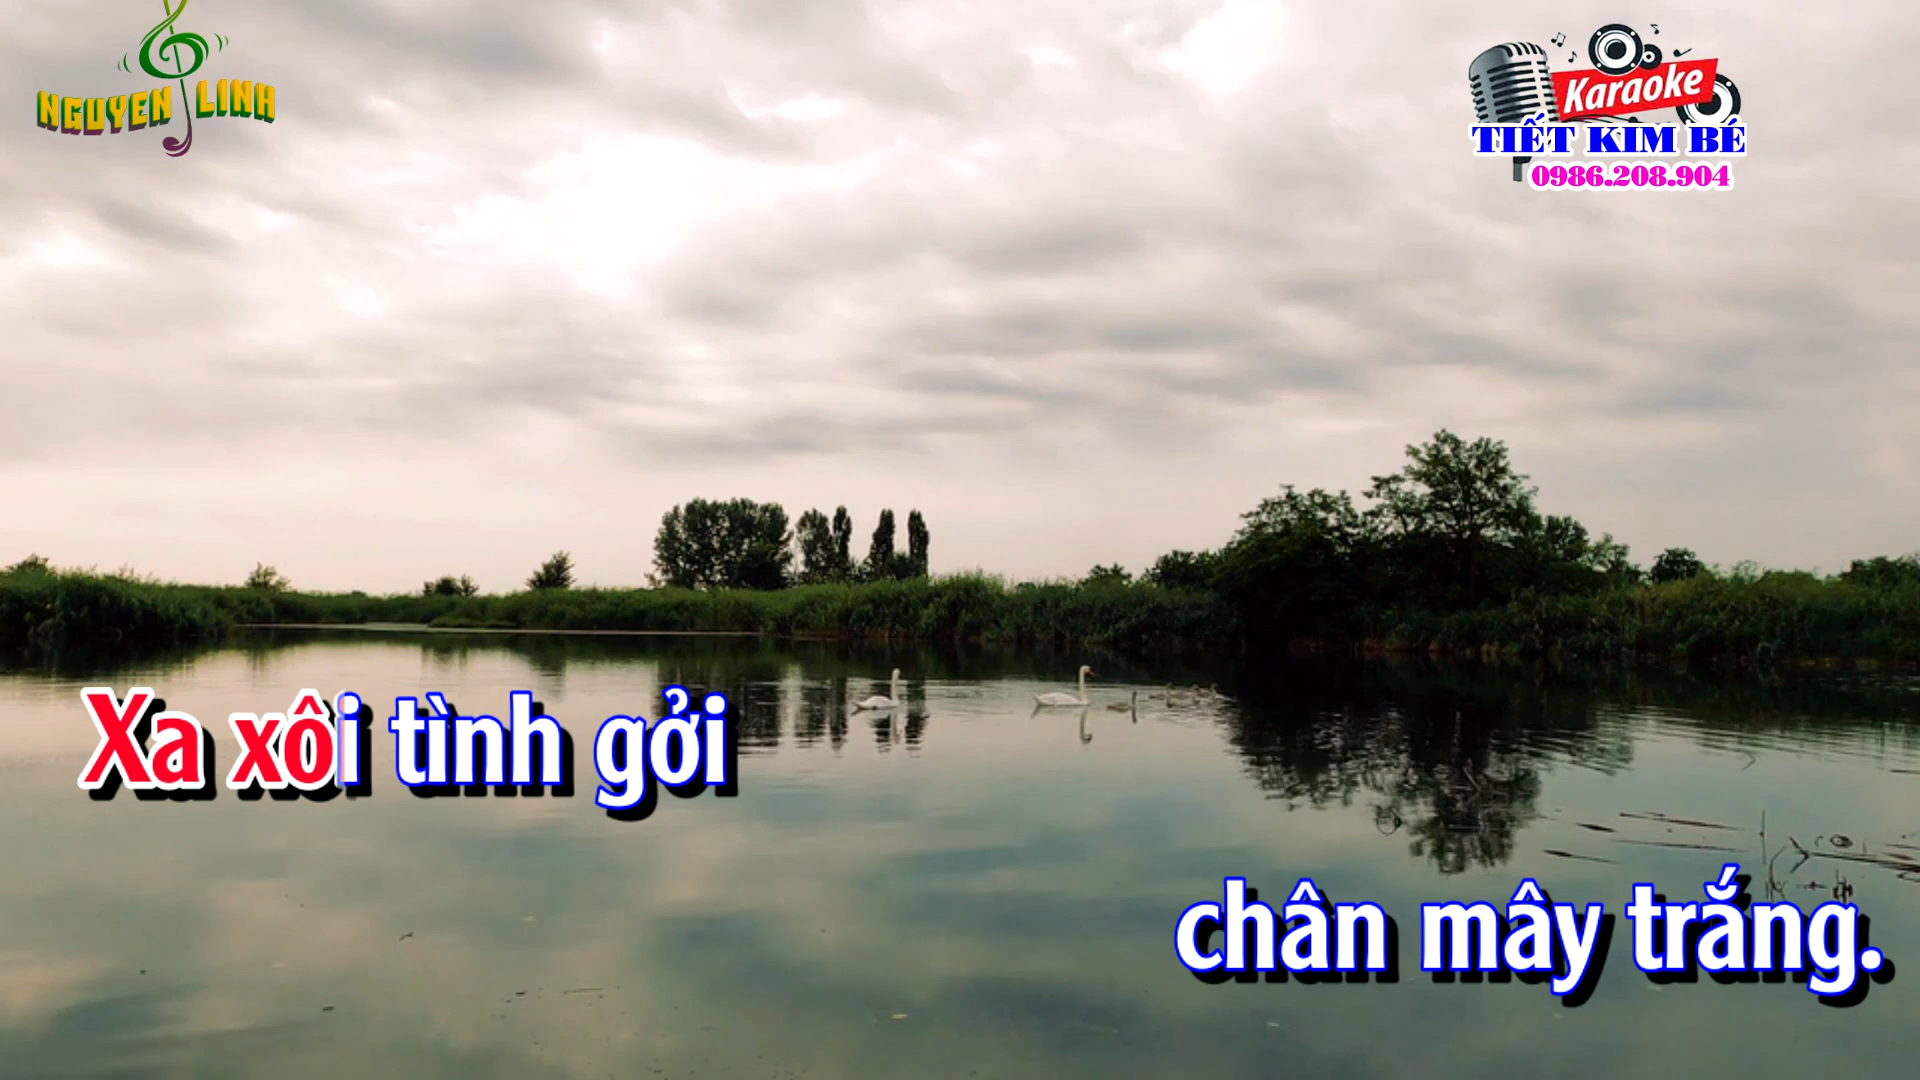 NGUYEN LINH
Karaoke
TIẾT KIM BÉ
0986.208.904
Xa xôi tình gởi
chân mây trắng.